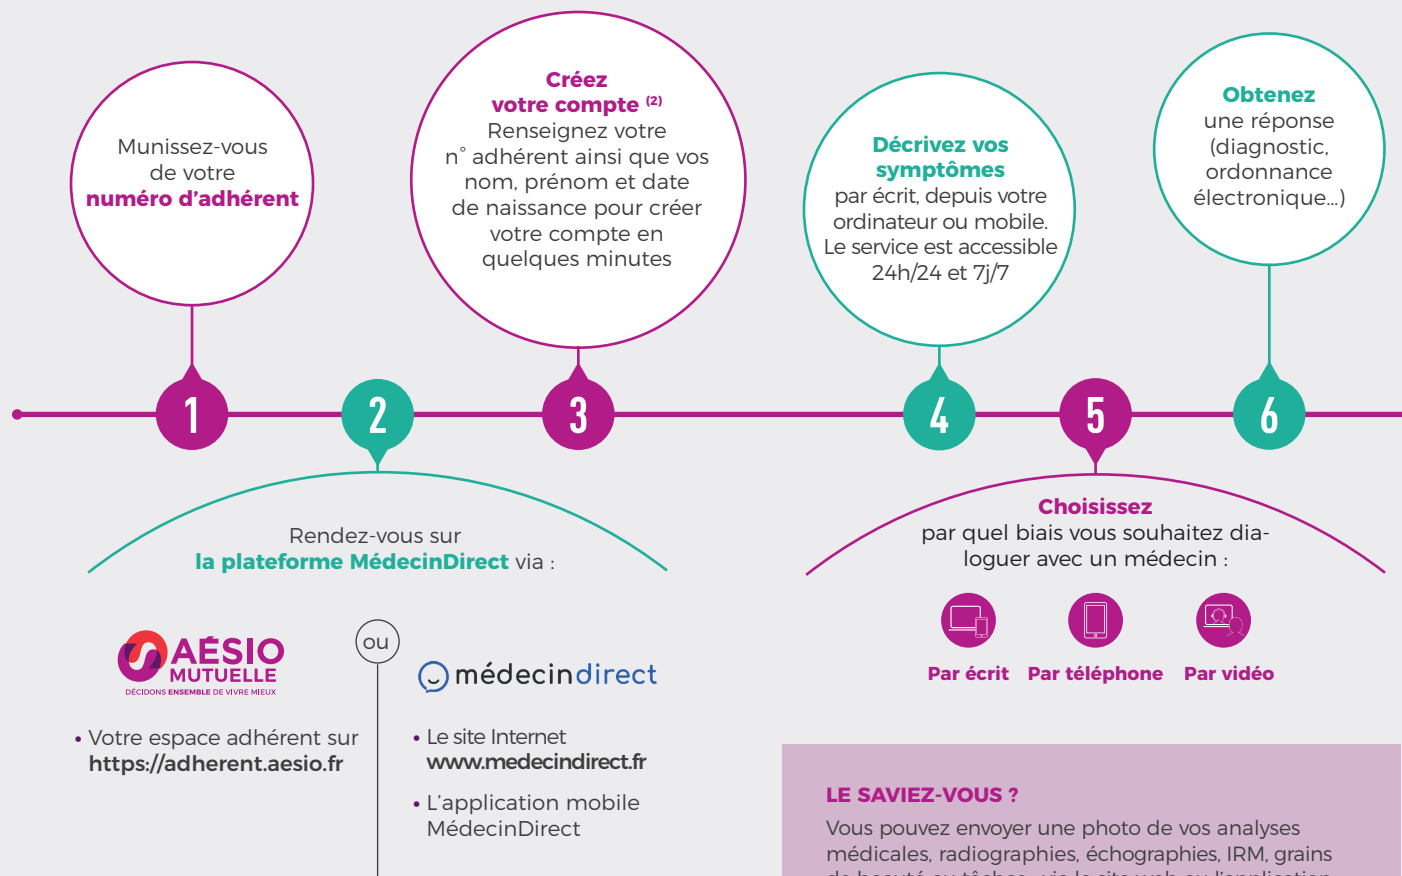 Munissez-vous
de votre
numéro d'adhérent
1
2
Rendez-vous sur
la plateforme MédecinDirect via :
AÉSIO
MUTUELLE
DÉCIDONS ENSEMBLE DE VIVRE MIEUX
• Votre espace adhérent sur
https://adherent.aesio.fr
ou
médecindirect
• Le site Internet
www.medecindirect.fr
• L'application mobile
MédecinDirect
Créez
votre compte (2)
Renseignez votre
n° adhérent ainsi que vos
nom, prénom et date
de naissance pour créer
votre compte en
quelques minutes
3
Décrivez vos
symptômes
par écrit, depuis votre
ordinateur ou mobile.
Le service est accessible
24h/24 et 7j/7
4
5
Choisissez
par quel biais vous souhaitez dia-
loguer avec un médecin :
Par écrit
Par téléphone
Par vidéo
Obtenez
une réponse
(diagnostic,
ordonnance
électronique...)
6
LE SAVIEZ-VOUS ?
Vous pouvez envoyer une photo de vos analyses
médicales, radiographies, échographies, IRM, grains